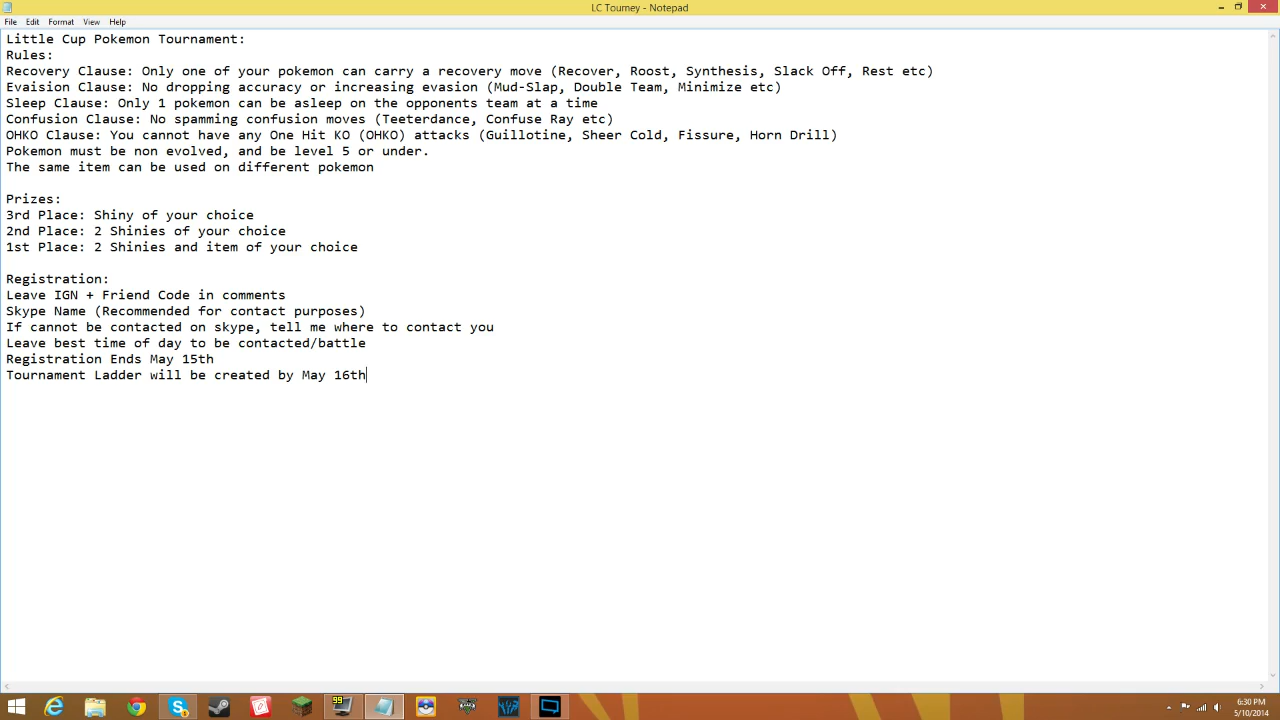 LC Tourney - Notepad
File Edit Format View Help
Little Cup Pokemon Tournament:
Rules:
Recovery Clause: Only one of your pokemon can carry a recovery move (Recover, Roost, Synthesis, Slack Off, Rest etc)
Evaision Clause: No dropping accuracy or increasing evasion (Mud-Slap, Double Team, Minimize etc)
Sleep Clause: Only 1 pokemon can be asleep on the opponents team at a time
Confusion Clause: No spamming confusion moves (Teeterdance, Confuse Ray etc)
OHKO Clause: You cannot have any One Hit KO (OHKO) attacks (Guillotine, Sheer Cold, Fissure, Horn Drill)
Pokemon must be non evolved, and be level 5 or under.
The same item can be used on different pokemon
Prizes:
3rd Place: Shiny of your choice
2nd Place: 2 Shinies of your choice
1st Place: 2 Shinies and item of your choice
Registration:
Leave IGN + Friend Code in comments
Skype Name (Recommended for contact purposes)
If cannot be contacted on skype, tell me where to contact you
Leave best time of day to be contacted/battle
Registration Ends May 15th
Tournament Ladder will be created by May 16th
99
6:30 PM
5/10/2014